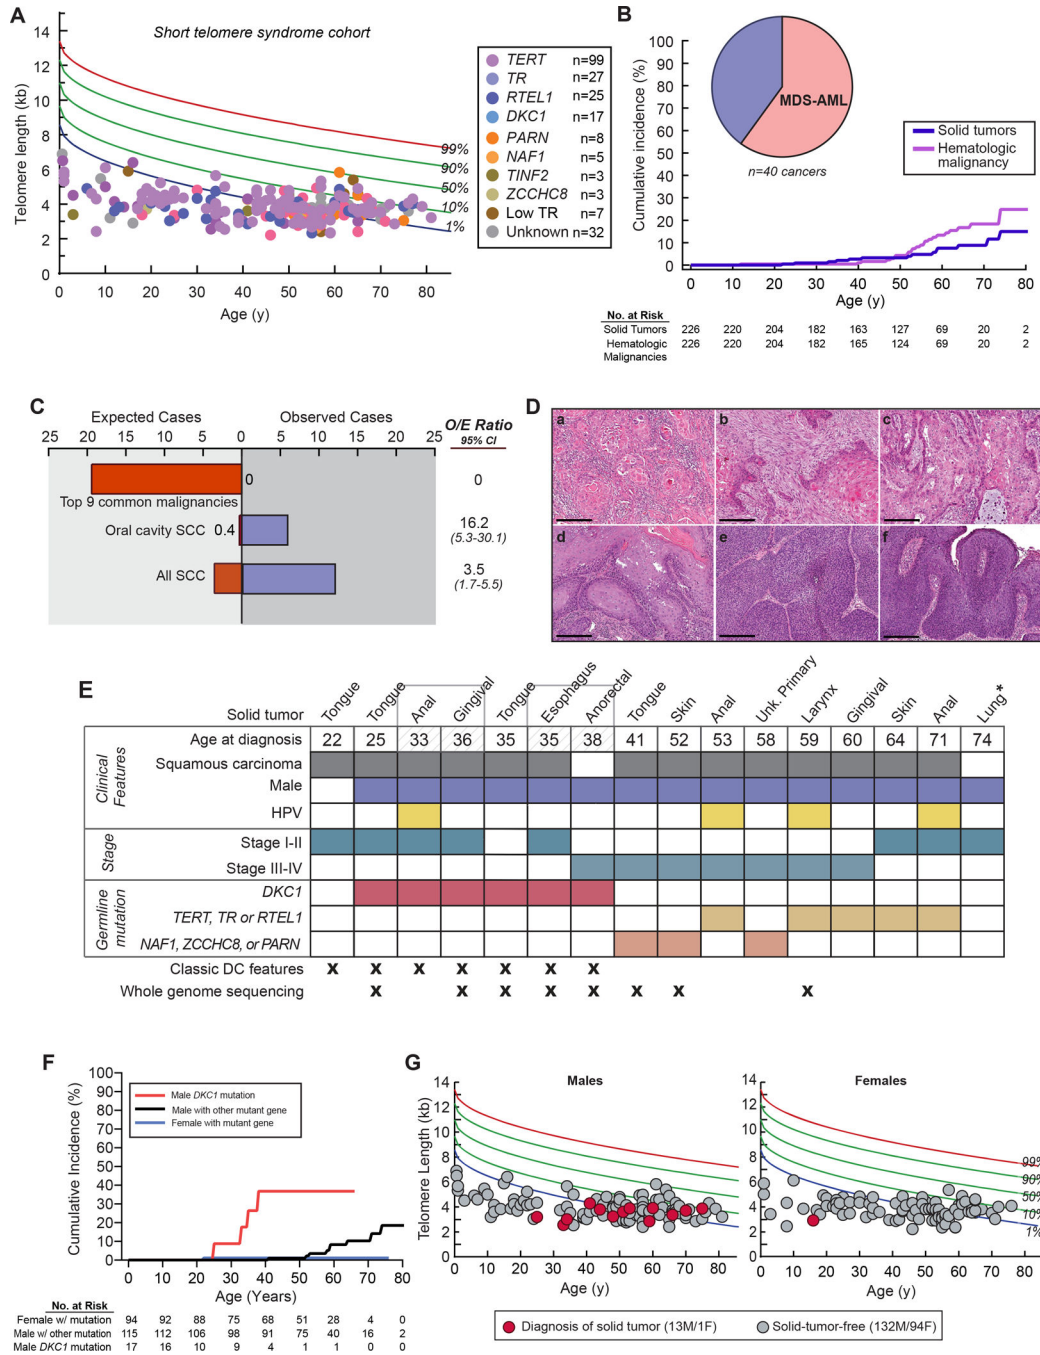 A
Short telomere syndrome cohort
Telomere length (kb)
14
12
10
8
6
4
2
0
0 10 20 30 40 50 60 70 80
Age (y)
99%
90%
50%
10%
1%
TERT n=99
TR n=27
RTEL1 n=25
DKC1 n=17
PARN n=8
NAF1 n=5
TINF2 n=3
ZCCHC8 n=3
Low TR n=7
Unknown n=32
B
Cumulative incidence (%)
100
90
80
70
60
50
40
30
20
10
0
MDS-AML
n=40 cancers
Solid tumors
Hematologic
malignancy
0 10 20 30 40 50 60 70 80
Age (y)
No. at Risk
Solid Tumors 226 220 204 182 163 127 69 20 2
Hematologic 226 220 204 182 165 124 69 20 2
Malignancies
C
Expected Cases Observed Cases O/E Ratio
95% CI
25 20 15 10 5 0 5 10 15 20 25
0 0
Top 9 common malignancies
Oral cavity SCC 0.4 16.2
(5.3-30.1)
All SCC 3.5
(1.7-5.5)
D
a b c
d e f
E
Solid tumor Tongue Tongue Anal Gingival Tongue Esophagus Anorectal Tongue Skin Anal Unk. Primary Larynx Gingival Skin Anal Lung*
Age at diagnosis 22 25 33 36 35 35 38 41 52 53 58 59 60 64 71 74
Clinical
Features
Squamous carcinoma
Male
HPV
Stage
Stage I-II
Stage III-IV
Germline
mutation
DKC1
TERT, TR or RTEL1
NAF1, ZCCHC8, or PARN
Classic DC features x x x x x x x
Whole genome sequencing x x x x x x x x
F
Cumulative Incidence (%)
100
90
80
70
60
50
40
30
20
10
0
Male DKC1 mutation
Male with other mutant gene
Female with mutant gene
0 10 20 30 40 50 60 70 80
Age (Years)
No. at Risk
Female w/ mutation 94 92 88 75 68 51 28 4 0
Male w/ other mutation 115 112 106 98 91 75 40 16 2
Male DKC1 mutation 17 16 10 9 4 1 1 0 0
G
Males
Telomere Length (kb)
14
12
10
8
6
4
2
0
0 10 20 30 40 50 60 70 80
Age (y)
Females
14
12
10
8
6
4
2
0
0 10 20 30 40 50 60 70 80
Age (y)
99%
90%
50%
10%
1%
Diagnosis of solid tumor (13M/1F) Solid-tumor-free (132M/94F)